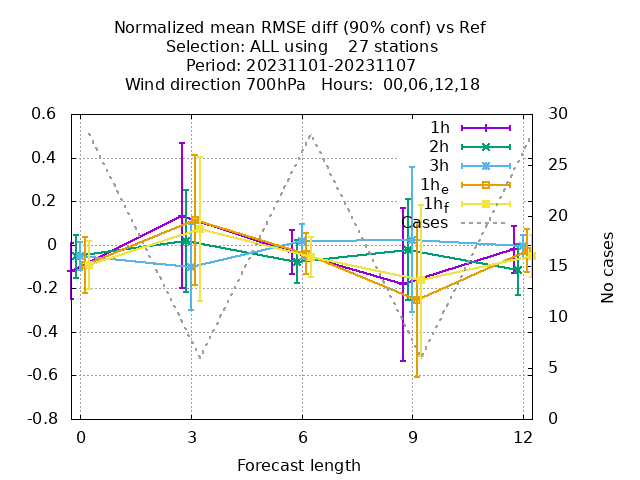 Normalized mean RMSE diff (90% conf) vs Ref
Selection: ALL using    27 stations
Period: 20231101-20231107
Wind direction 700hPa   Hours:  00,06,12,18
0.6
0.4
0.2
0
-0.2
-0.4
-0.6
-0.8
30
25
20
15
10
5
0
1h
2h
3h
1he
1hf
Cases
No cases
0 3 6 9 12
Forecast length